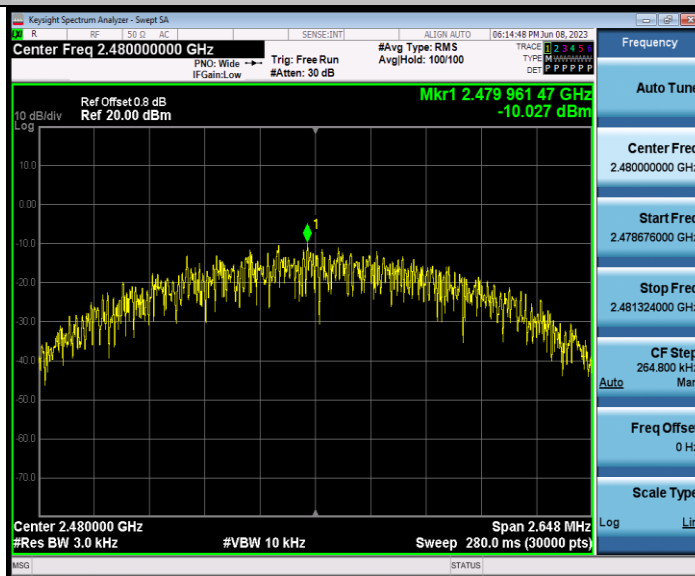 Keysight Spectrum Analyzer - Swept SA
R RF 50 Ω AC SENSE:INT ALIGN AUTO 06:14:48 PM Jun 08, 2023
Center Freq 2.480000000 GHz
PNO: Wide
IFGain:Low
Trig: Free Run
#Atten: 30 dB
#Avg Type: RMS
Avg|Hold: 100/100
TRACE 1 2 3 4 5 6
TYPE M WWWWW
DET P P P P P P
Frequency
Auto Tune
Center Freq
2.480000000 GHz
Start Freq
2.478676000 GHz
Stop Freq
2.481324000 GHz
CF Step
264.800 kHz
Auto Man
Freq Offset
0 Hz
Scale Type
Log Lin
Ref Offset 0.8 dB
10 dB/div Ref 20.00 dBm
Log
Mkr1 2.479 961 47 GHz
-10.027 dBm
1
10.0
0.00
-10.0
-20.0
-30.0
-40.0
-50.0
-60.0
-70.0
Center 2.480000 GHz Span 2.648 MHz
#Res BW 3.0 kHz #VBW 10 kHz Sweep 280.0 ms (30000 pts)
MSG STATUS